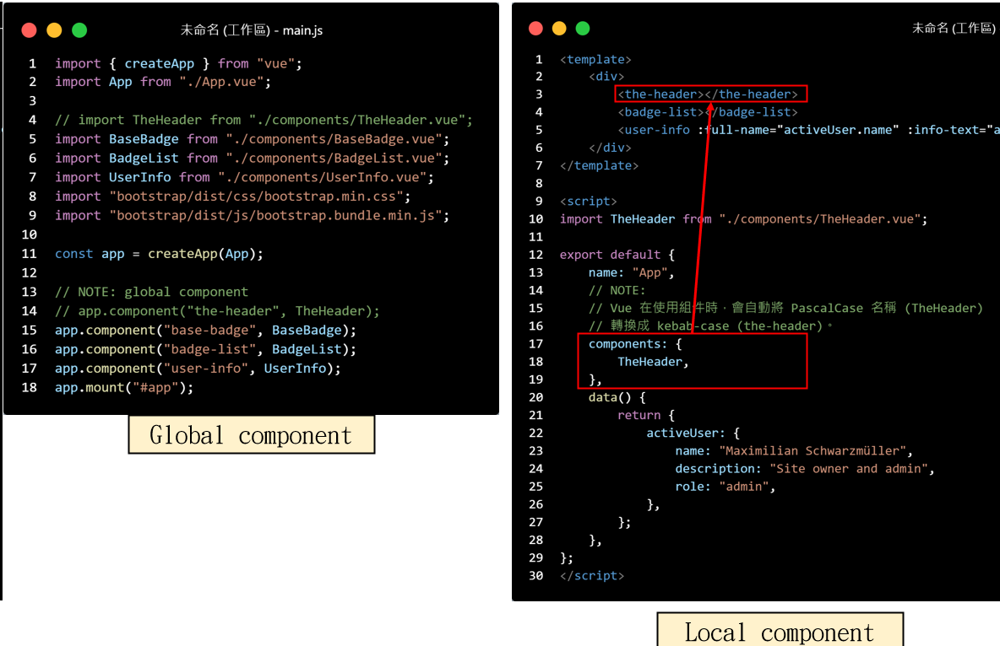 未命名 (工作區) - main.js
1 import { createApp } from "vue";
2 import App from "./App.vue";
3
4 // import TheHeader from "./components/TheHeader.vue";
5 import BaseBadge from "./components/BaseBadge.vue";
6 import BadgeList from "./components/BadgeList.vue";
7 import UserInfo from "./components/UserInfo.vue";
8 import "bootstrap/dist/css/bootstrap.min.css";
9 import "bootstrap/dist/js/bootstrap.bundle.min.js";
10
11 const app = createApp(App);
12
13 // NOTE: global component
14 // app.component("the-header", TheHeader);
15 app.component("base-badge", BaseBadge);
16 app.component("badge-list", BadgeList);
17 app.component("user-info", UserInfo);
18 app.mount("#app");
Global component
未命名 (工作區)
1 <template>
2 <div>
3 <the-header></the-header>
4 <badge-list></badge-list>
5 <user-info :full-name="activeUser.name" :info-text="a
6 </div>
7 </template>
8
9 <script>
10 import TheHeader from "./components/TheHeader.vue";
11
12 export default {
13 name: "App",
14 // NOTE:
15 // Vue 在使用組件時，會自動將 PascalCase 名稱 (TheHeader)
16 // 轉換成 kebab-case (the-header)。
17 components: {
18 TheHeader,
19 },
20 data() {
21 return {
22 activeUser: {
23 name: "Maximilian Schwarzmüller",
24 description: "Site owner and admin",
25 role: "admin",
26 },
27 };
28 },
29 };
30 </script>
Local component